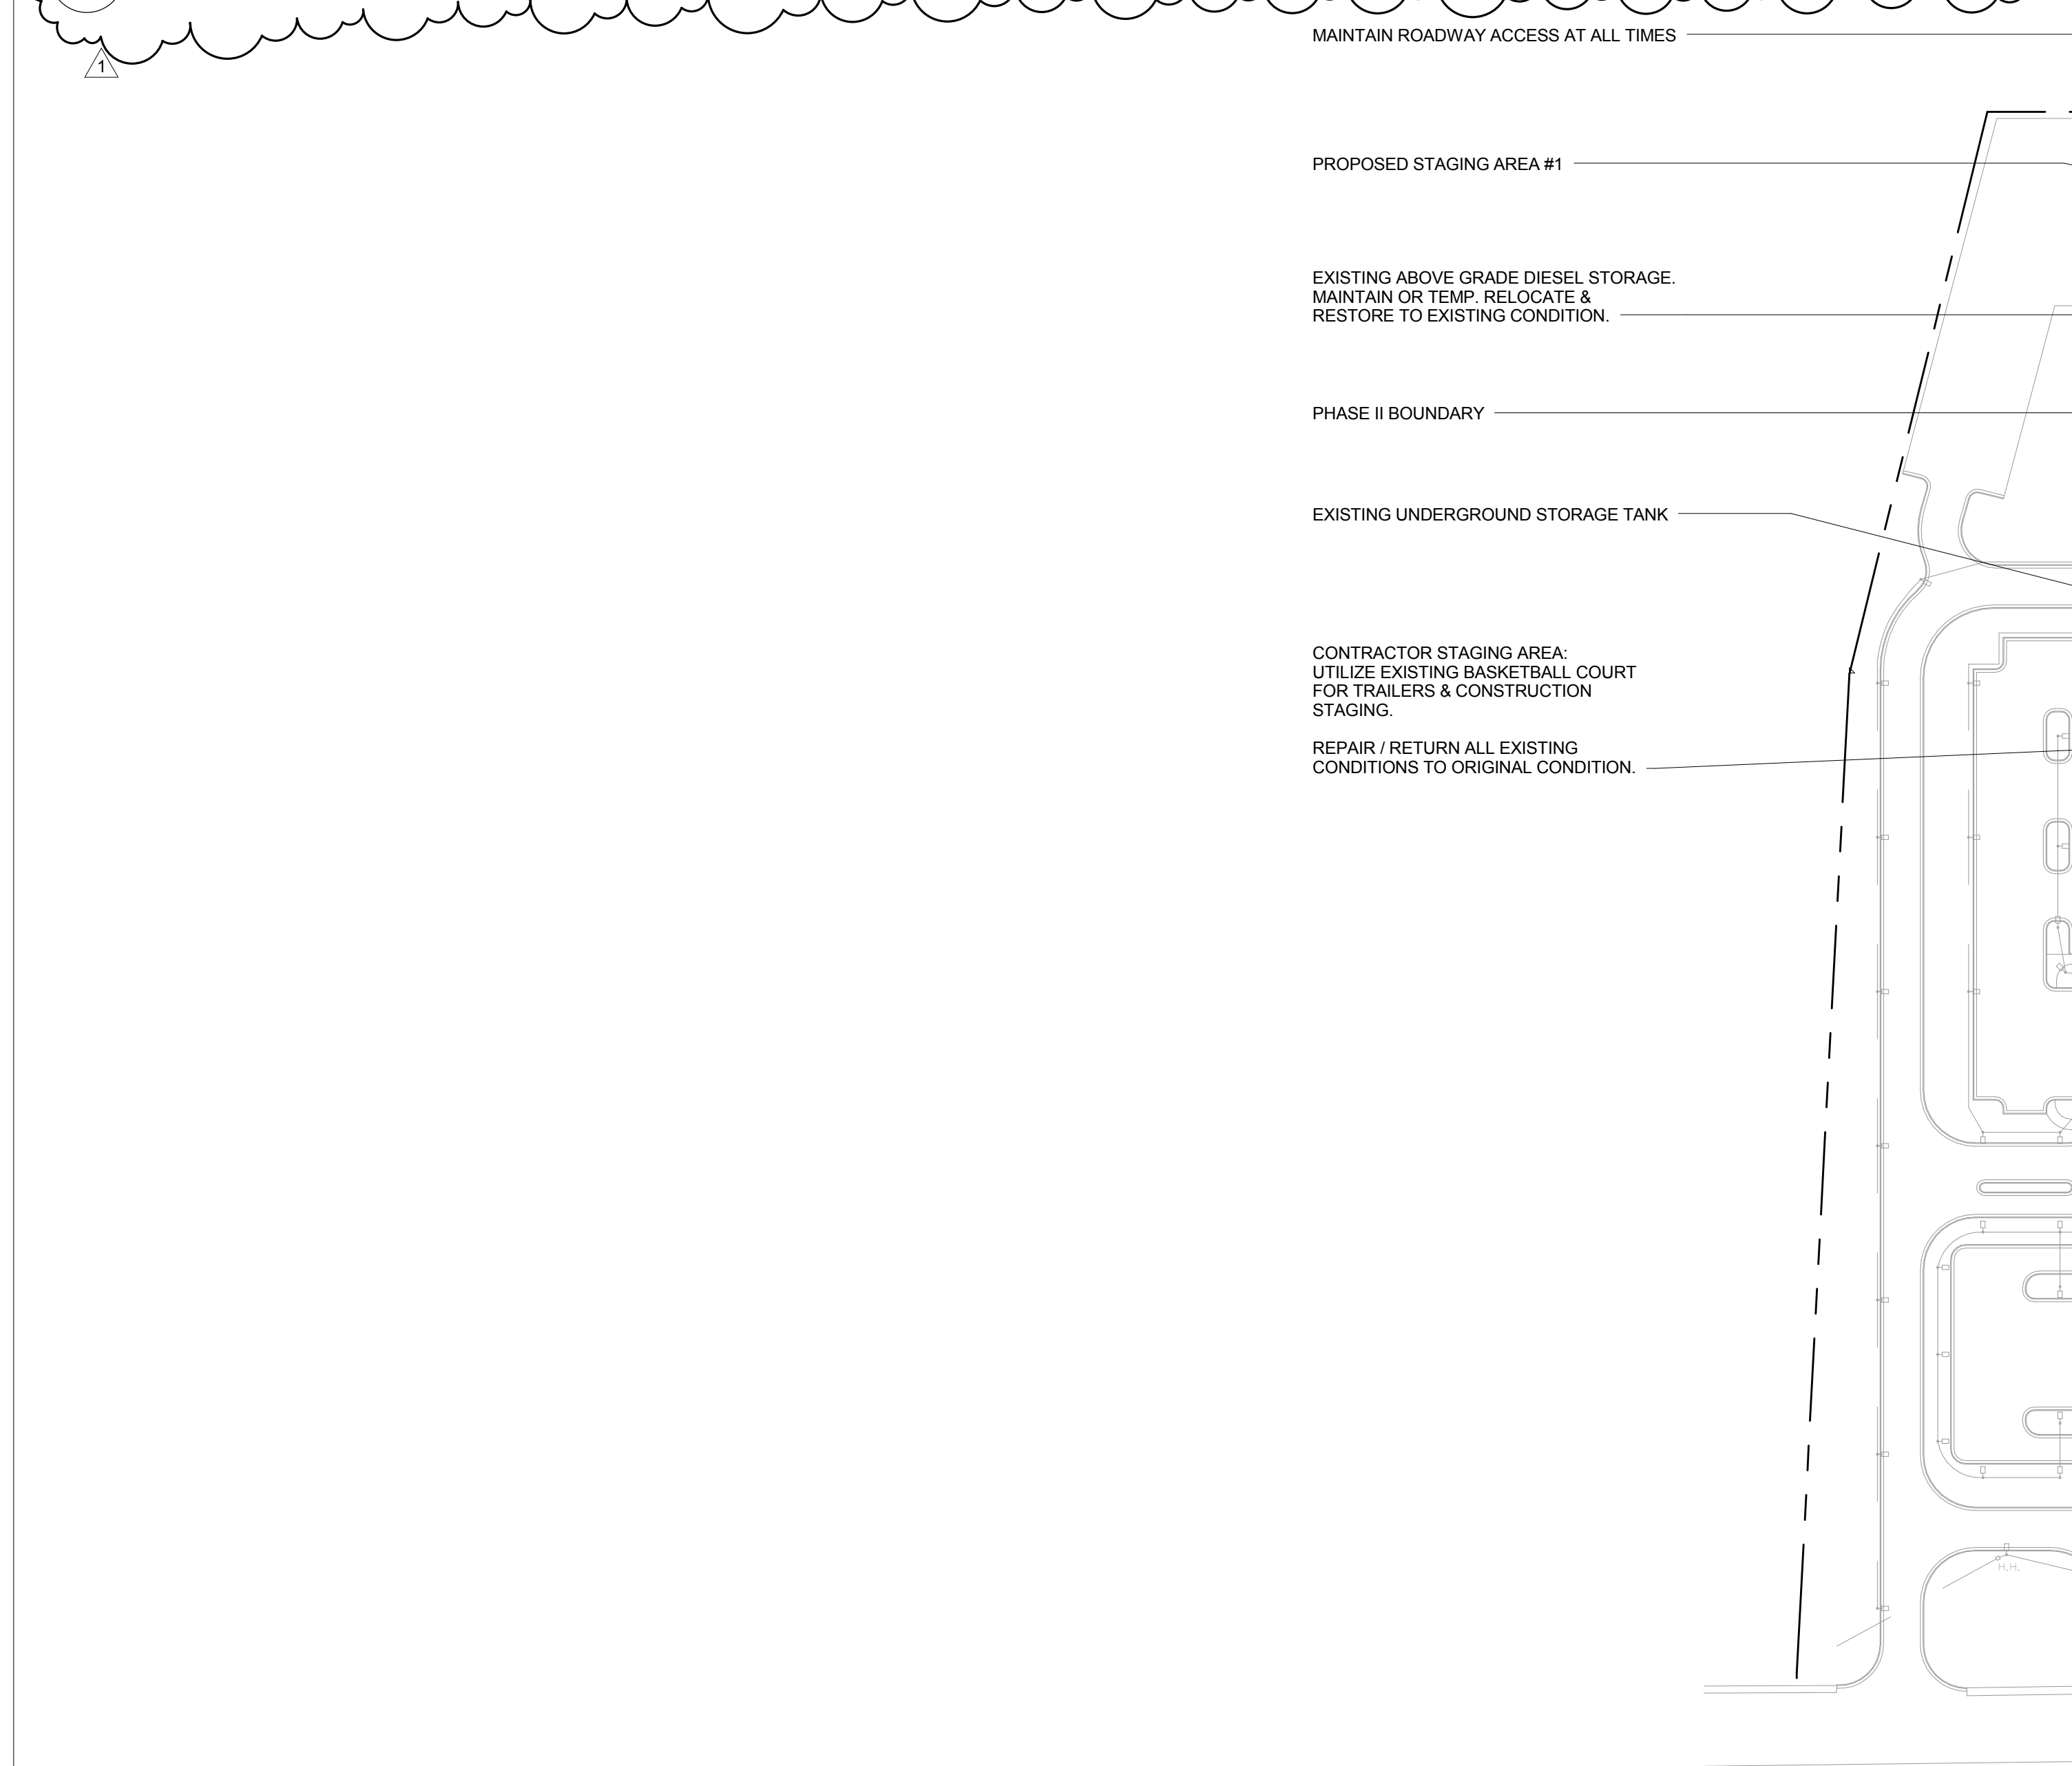 MAINTAIN ROADWAY ACCESS AT ALL TIMES
1
PROPOSED STAGING AREA #1
EXISTING ABOVE GRADE DIESEL STORAGE.
MAINTAIN OR TEMP. RELOCATE &
RESTORE TO EXISTING CONDITION.
PHASE II BOUNDARY
EXISTING UNDERGROUND STORAGE TANK
CONTRACTOR STAGING AREA:
UTILIZE EXISTING BASKETBALL COURT
FOR TRAILERS & CONSTRUCTION
STAGING.
REPAIR / RETURN ALL EXISTING
CONDITIONS TO ORIGINAL CONDITION.
H.H.